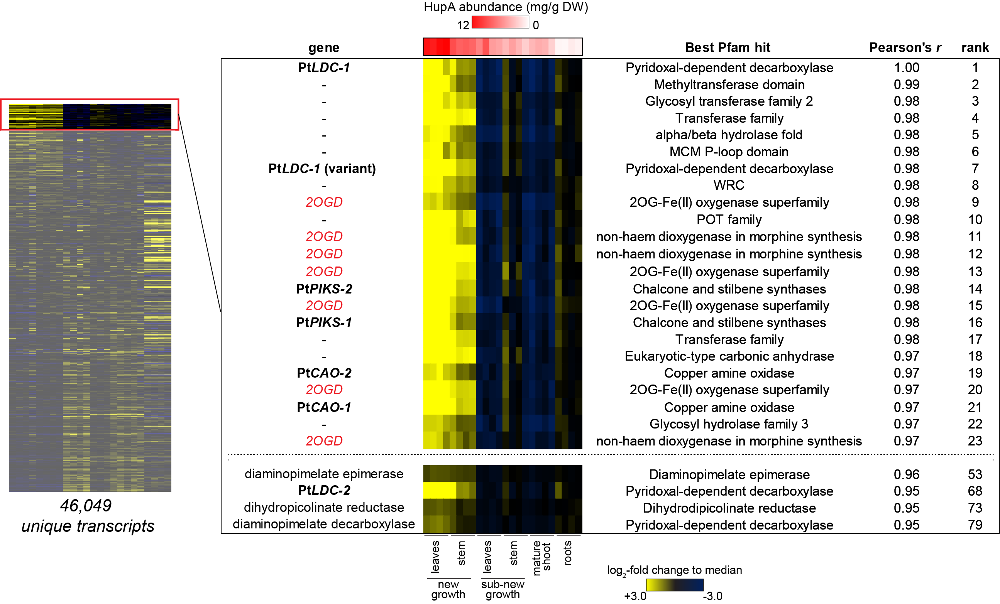 HupA abundance (mg/g DW)
12 0
gene Best Pfam hit Pearson's r rank
PtLDC-1 Pyridoxal-dependent decarboxylase 1.00 1
- Methyltransferase domain 0.99 2
- Glycosyl transferase family 2 0.98 3
- Transferase family 0.98 4
- alpha/beta hydrolase fold 0.98 5
- MCM P-loop domain 0.98 6
PtLDC-1 (variant) Pyridoxal-dependent decarboxylase 0.98 7
- WRC 0.98 8
2OGD 2OG-Fe(II) oxygenase superfamily 0.98 9
- POT family 0.98 10
2OGD non-haem dioxygenase in morphine synthesis 0.98 11
2OGD non-haem dioxygenase in morphine synthesis 0.98 12
2OGD 2OG-Fe(II) oxygenase superfamily 0.98 13
PtPIKS-2 Chalcone and stilbene synthases 0.98 14
2OGD 2OG-Fe(II) oxygenase superfamily 0.98 15
PtPIKS-1 Chalcone and stilbene synthases 0.98 16
- Transferase family 0.98 17
- Eukaryotic-type carbonic anhydrase 0.97 18
PtCAO-2 Copper amine oxidase 0.97 19
2OGD 2OG-Fe(II) oxygenase superfamily 0.97 20
PtCAO-1 Copper amine oxidase 0.97 21
- Glycosyl hydrolase family 3 0.97 22
2OGD non-haem dioxygenase in morphine synthesis 0.97 23
diaminopimelate epimerase Diaminopimelate epimerase 0.96 53
PtLDC-2 Pyridoxal-dependent decarboxylase 0.95 68
dihydropicolinate reductase Dihydrodipicolinate reductase 0.95 73
diaminopimelate decarboxylase Pyridoxal-dependent decarboxylase 0.95 79
46,049
unique transcripts
leaves
stem
leaves
stem
mature
shoot
roots
new
growth
sub-new
growth
log2-fold change to median
+3.0 -3.0